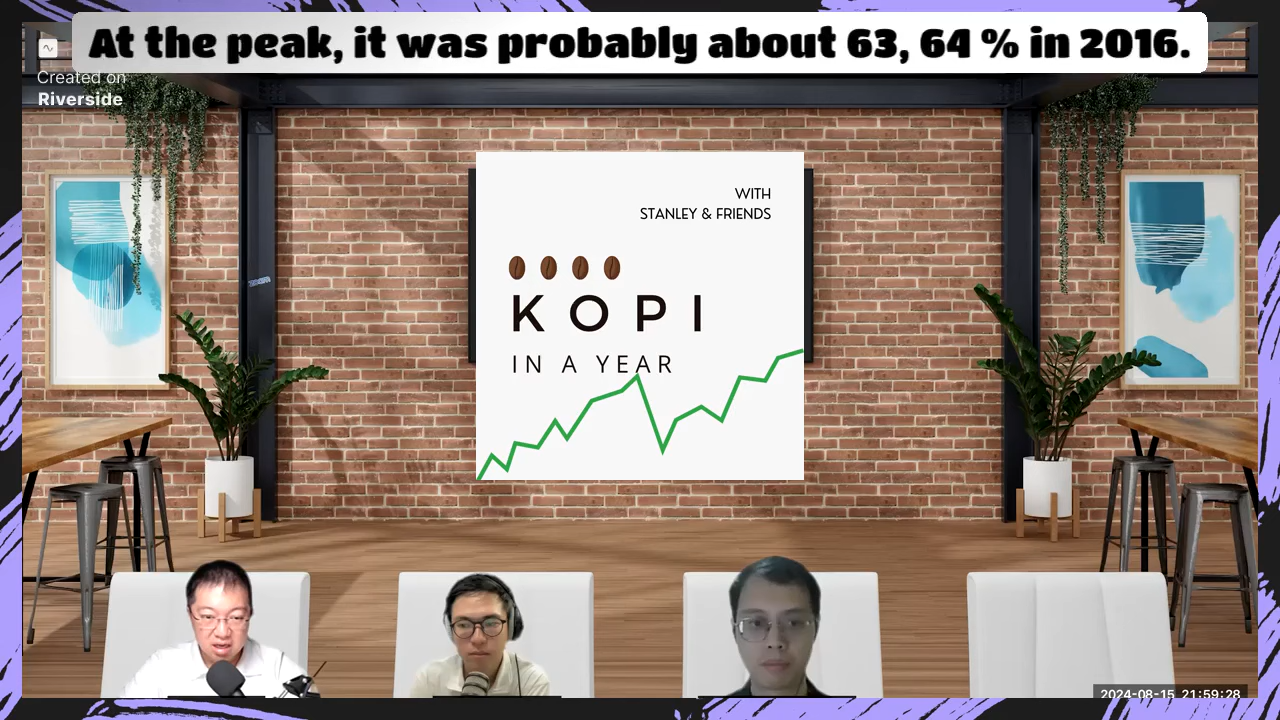 At the peak, it was probably about 63, 64 % in 2016.
Created on
Riverside
WITH
STANLEY & FRIENDS
KOPI
IN A YEAR
2024-08-15 21:59:28